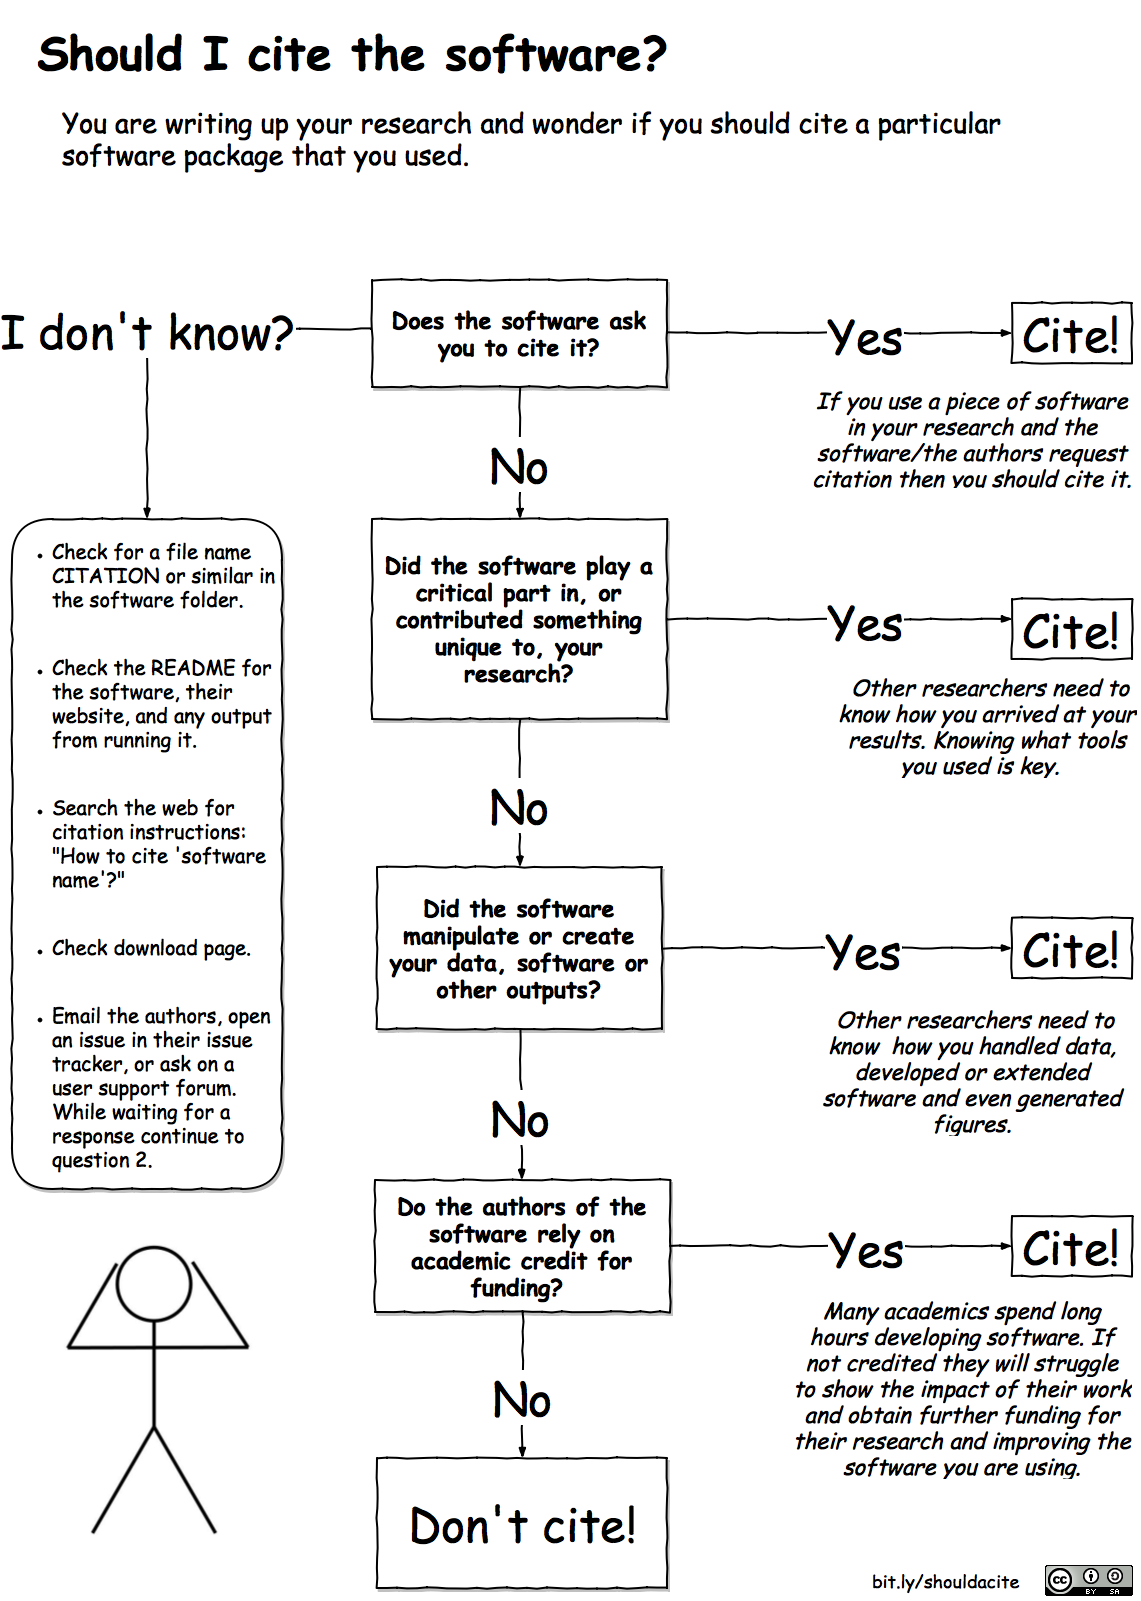 Should I cite the software?
You are writing up your research and wonder if you should cite a particular
software package that you used.
I don't know?
Does the software ask
you to cite it?
Yes
Cite!
If you use a piece of software
in your research and the
software/the authors request
citation then you should cite it.
No
Did the software play a
critical part in, or
contributed something
unique to, your
research?
Yes
Cite!
Other researchers need to
know how you arrived at your
results. Knowing what tools
you used is key.
No
Did the software
manipulate or create
your data, software or
other outputs?
Yes
Cite!
Other researchers need to
know how you handled data,
developed or extended
software and even generated
figures.
No
Do the authors of the
software rely on
academic credit for
funding?
Yes
Cite!
Many academics spend long
hours developing software. If
not credited they will struggle
to show the impact of their work
and obtain further funding for
their research and improving the
software you are using.
No
Don't cite!
• Check for a file name
CITATION or similar in
the software folder.
• Check the README for
the software, their
website, and any output
from running it.
• Search the web for
citation instructions:
"How to cite 'software
name'?"
• Check download page.
• Email the authors, open
an issue in their issue
tracker, or ask on a
user support forum.
While waiting for a
response continue to
question 2.
bit.ly/shouldacite
cc
BY SA